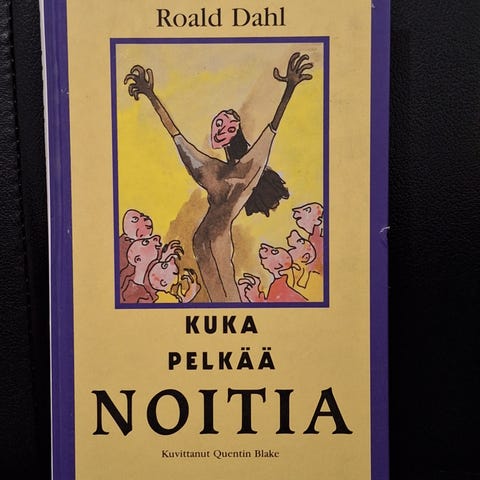 Roald Dahl
KUKA
PELKÄÄ
NOITIA
Kuvittanut Quentin Blake